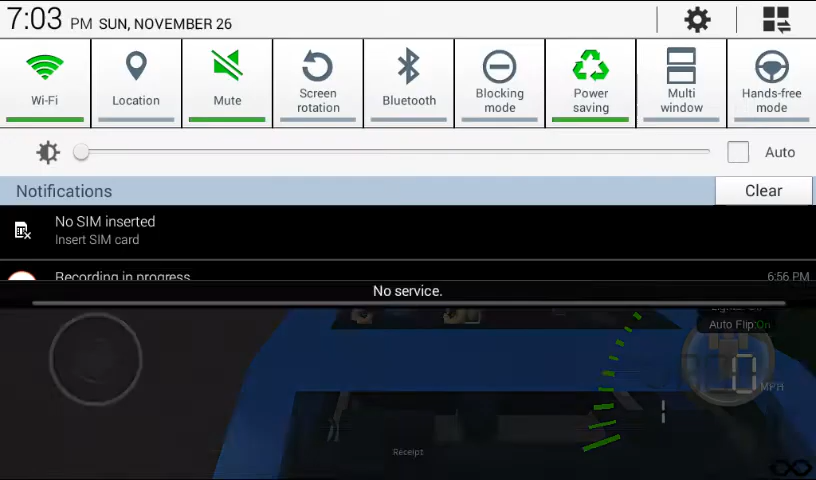 7:03 PM SUN, NOVEMBER 26
Wi-Fi
Location
Mute
Screen
rotation
Bluetooth
Blocking
mode
Power
saving
Multi
window
Hands-free
mode
Auto
Notifications
Clear
No SIM inserted
Insert SIM card
Recording in progress
6:56 PM
No service.
Auto Flip:On
0 MPH
1
Receipt